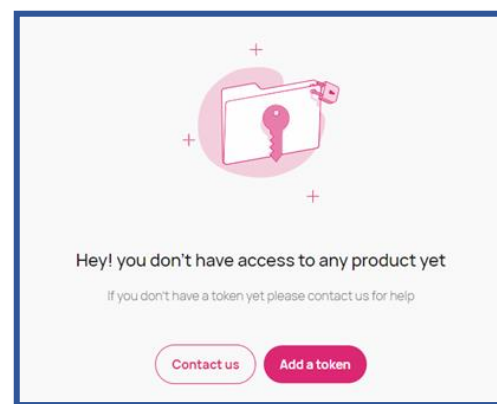 Hey! you don't have access to any product yet
If you don't have a token yet please contact us for help
Contact us
Add a token